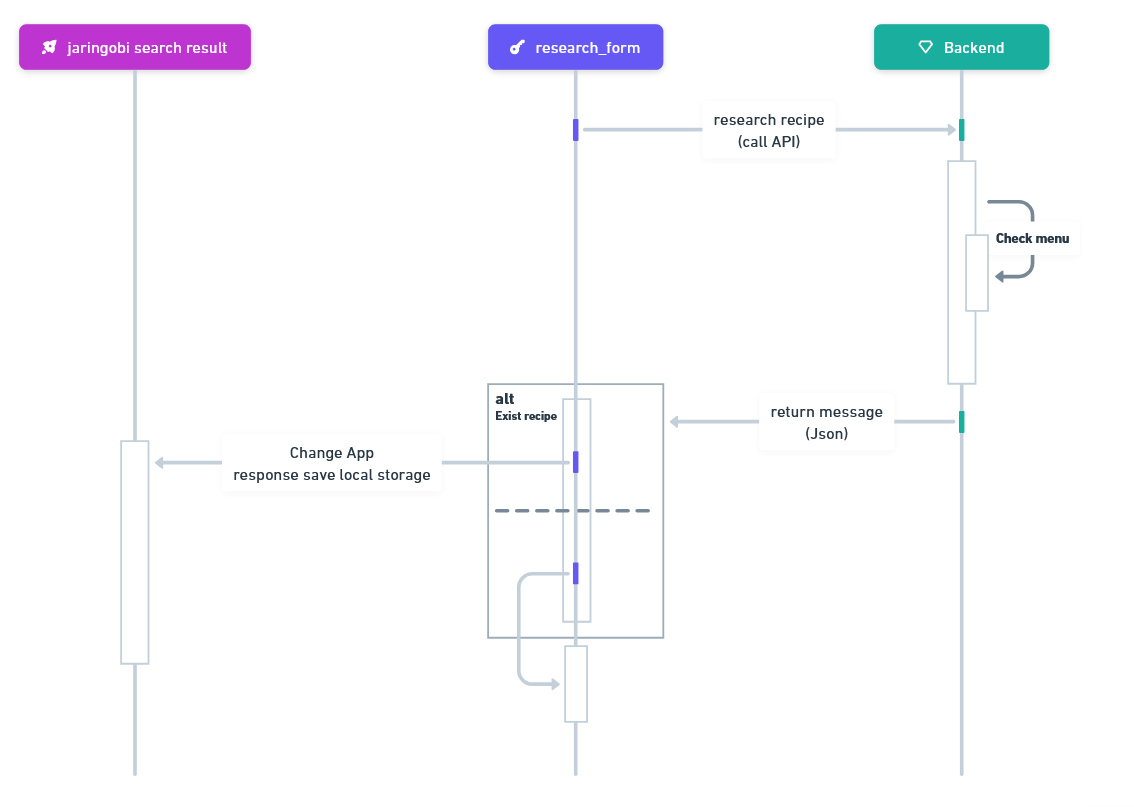 jaringobi search result
research_form
Backend
research recipe
(call API)
Check menu
alt
Exist recipe
return message
(Json)
Change App
response save local storage